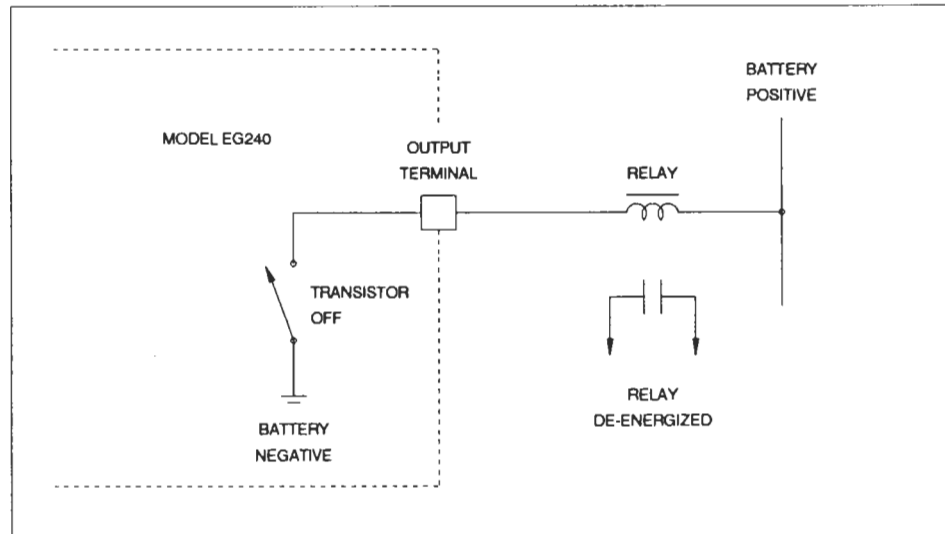 BATTERY
POSITIVE
MODEL EG240
OUTPUT
TERMINAL
RELAY
TRANSISTOR
OFF
RELAY
DE-ENERGIZED
BATTERY
NEGATIVE